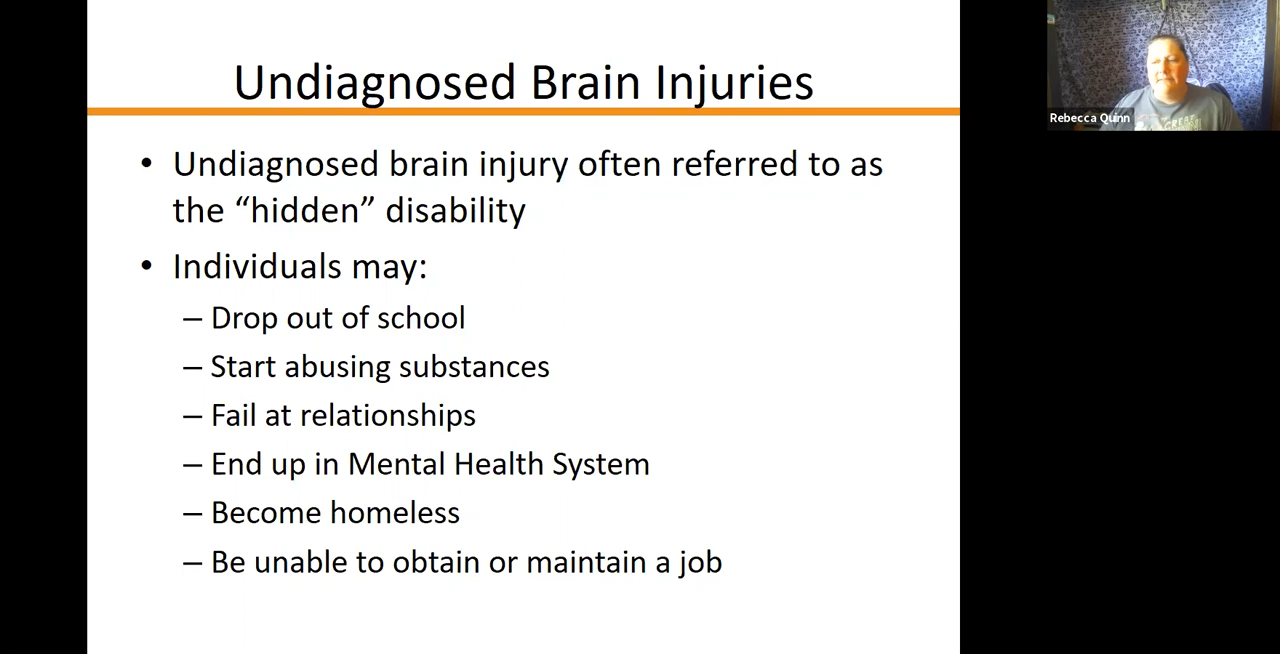 Undiagnosed Brain Injuries
• Undiagnosed brain injury often referred to as
the “hidden” disability
• Individuals may:
– Drop out of school
– Start abusing substances
– Fail at relationships
– End up in Mental Health System
– Become homeless
– Be unable to obtain or maintain a job
Rebecca Quinn
GREAT